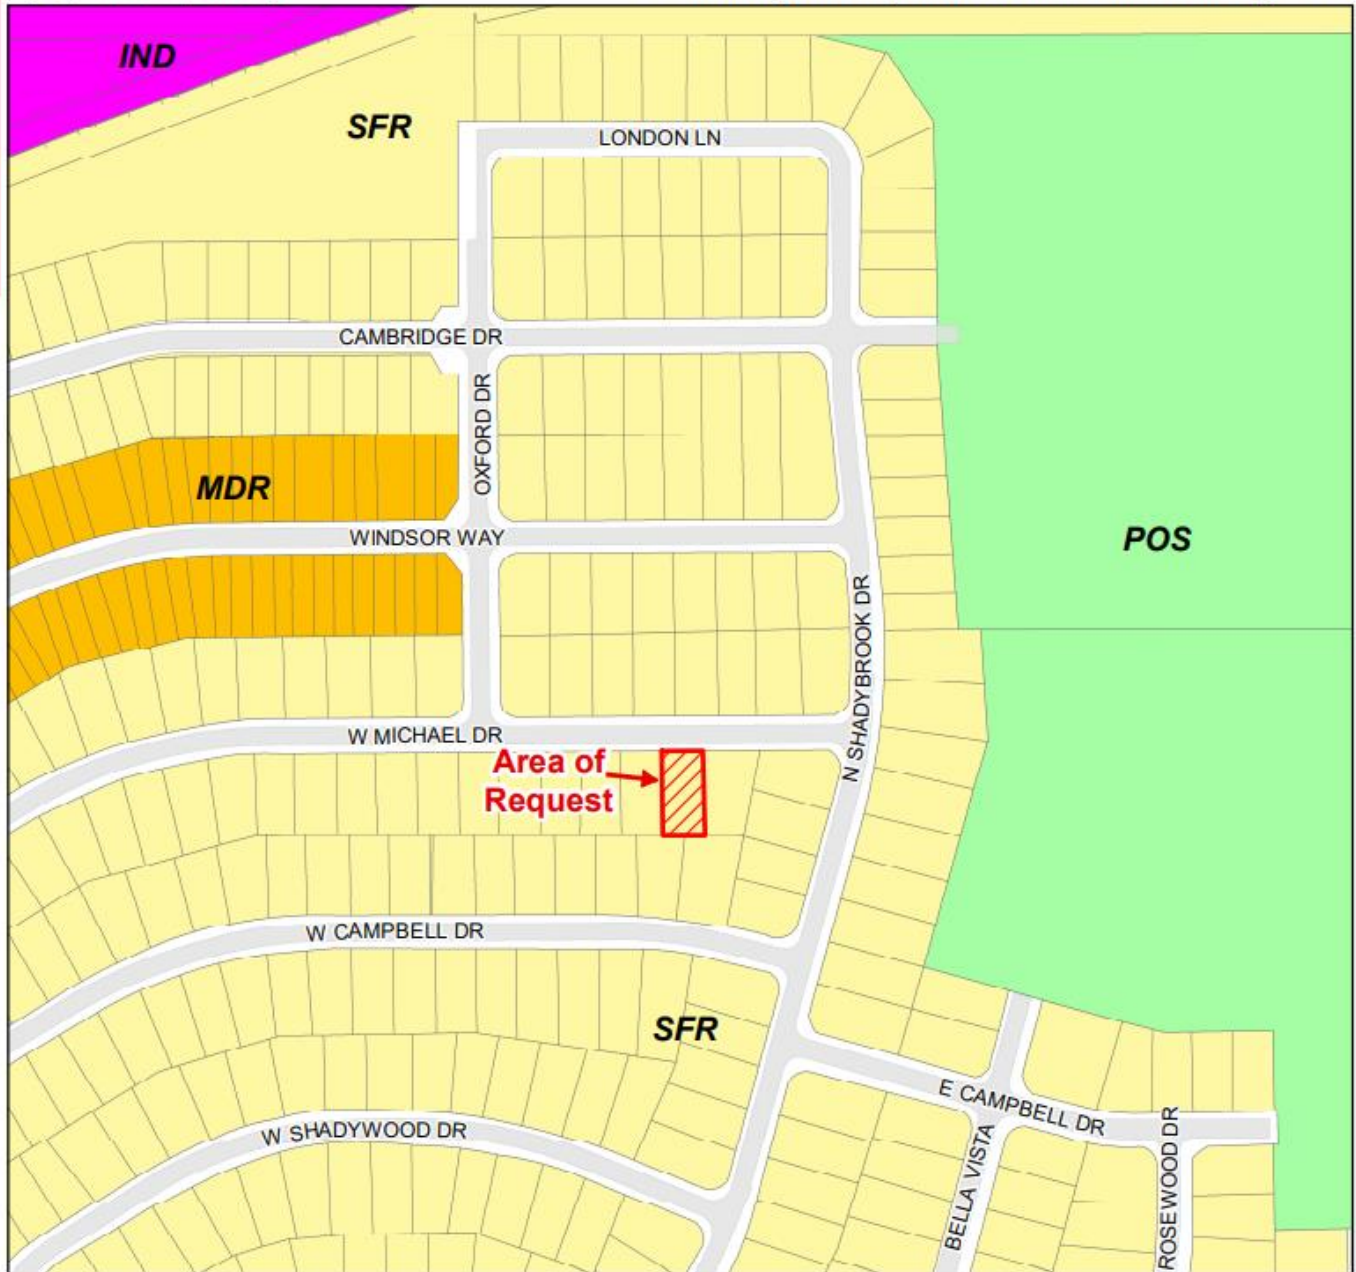 IND
SFR
LONDON LN
CAMBRIDGE DR
OXFORD DR
MDR
WINDSOR WAY
POS
N SHADYBROOK DR
W MICHAEL DR
Area of
Request
W CAMPBELL DR
SFR
E CAMPBELL DR
W SHADYWOOD DR
BELLA VISTA
ROSEWOOD DR